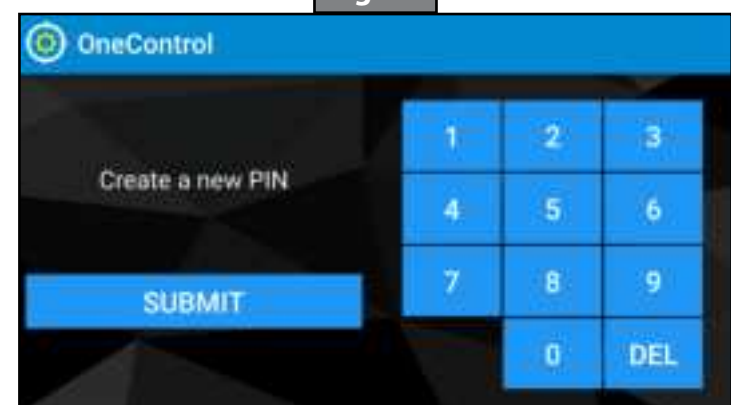 OneControl
Create a new PIN
SUBMIT
1 2 3
4 5 6
7 8 9
0 DEL